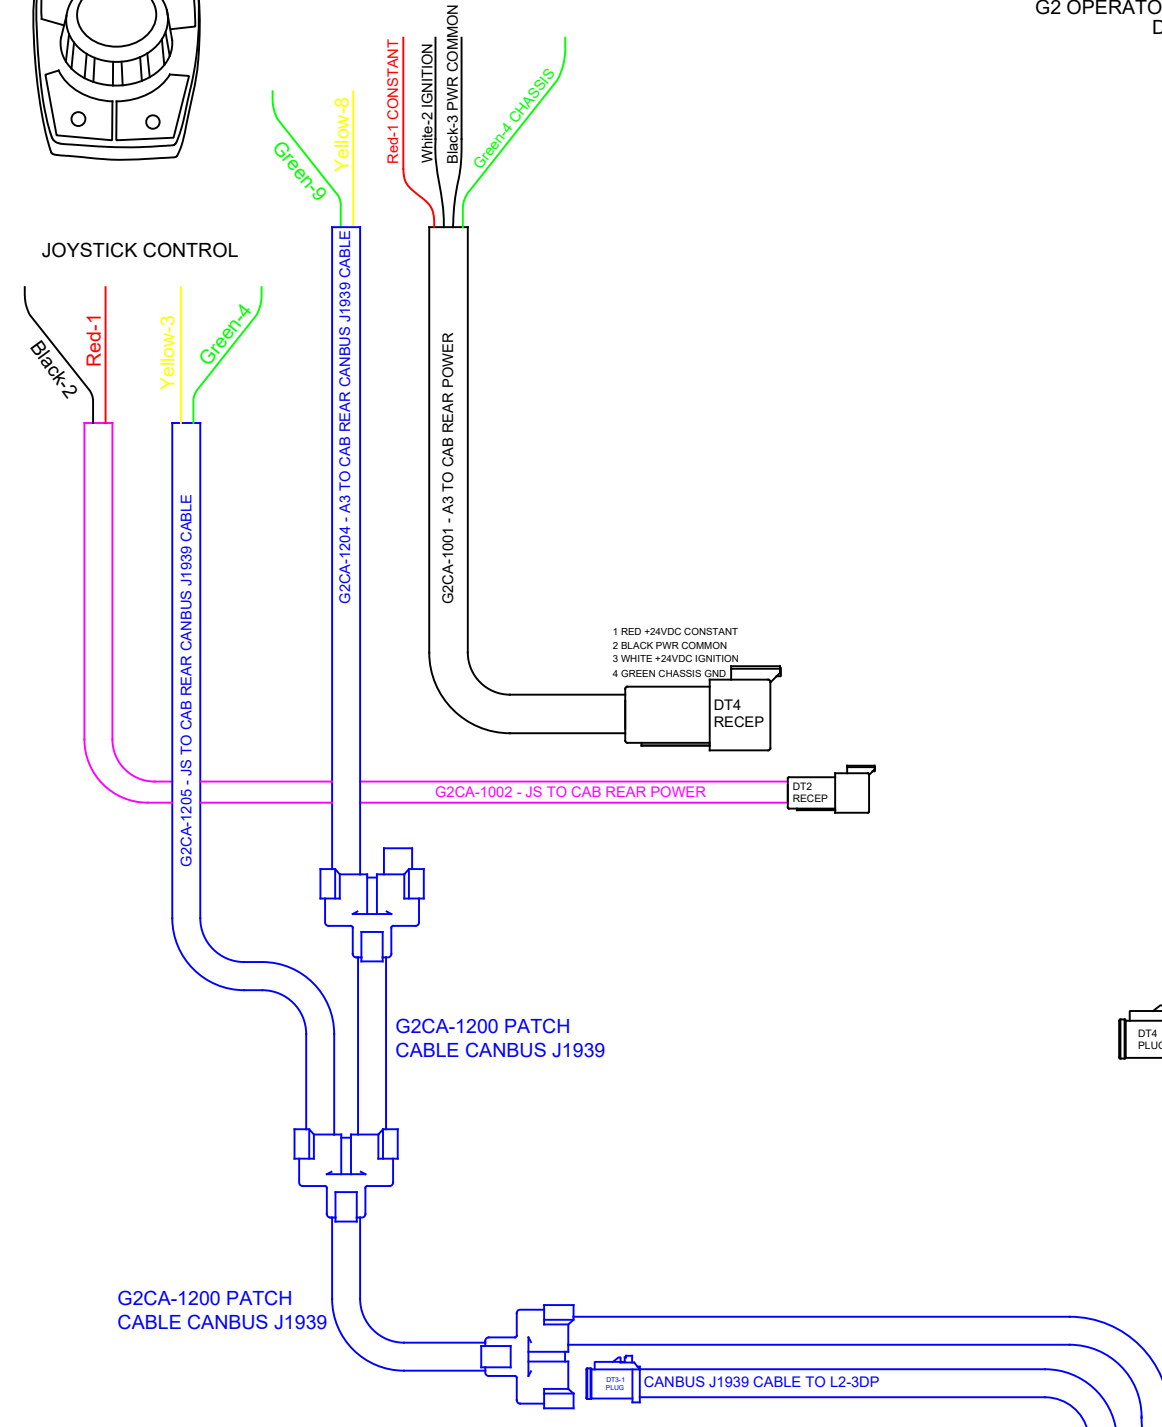 G2 OPERATO
D
Red-1 CONSTANT
White-2 IGNITION
Black-3 PWR COMMON
Green-4 CHASSIS
Green-9
Yellow-8
JOYSTICK CONTROL
Black-2
Red-1
Yellow-3
Green-4
G2CA-1204 - A3 TO CAB REAR CANBUS J1939 CABLE
G2CA-1001 - A3 TO CAB REAR POWER
G2CA-1205 - JS TO CAB REAR CANBUS J1939 CABLE
1 RED +24VDC CONSTANT
2 BLACK PWR COMMON
3 WHITE +24VDC IGNITION
4 GREEN CHASSIS GND
DT4
RECEP
G2CA-1002 - JS TO CAB REAR POWER
DT2
RECEP
G2CA-1200 PATCH
CABLE CANBUS J1939
DT4
PLUG
G2CA-1200 PATCH
CABLE CANBUS J1939
DT3-1
PLUG
CANBUS J1939 CABLE TO L2-3DP